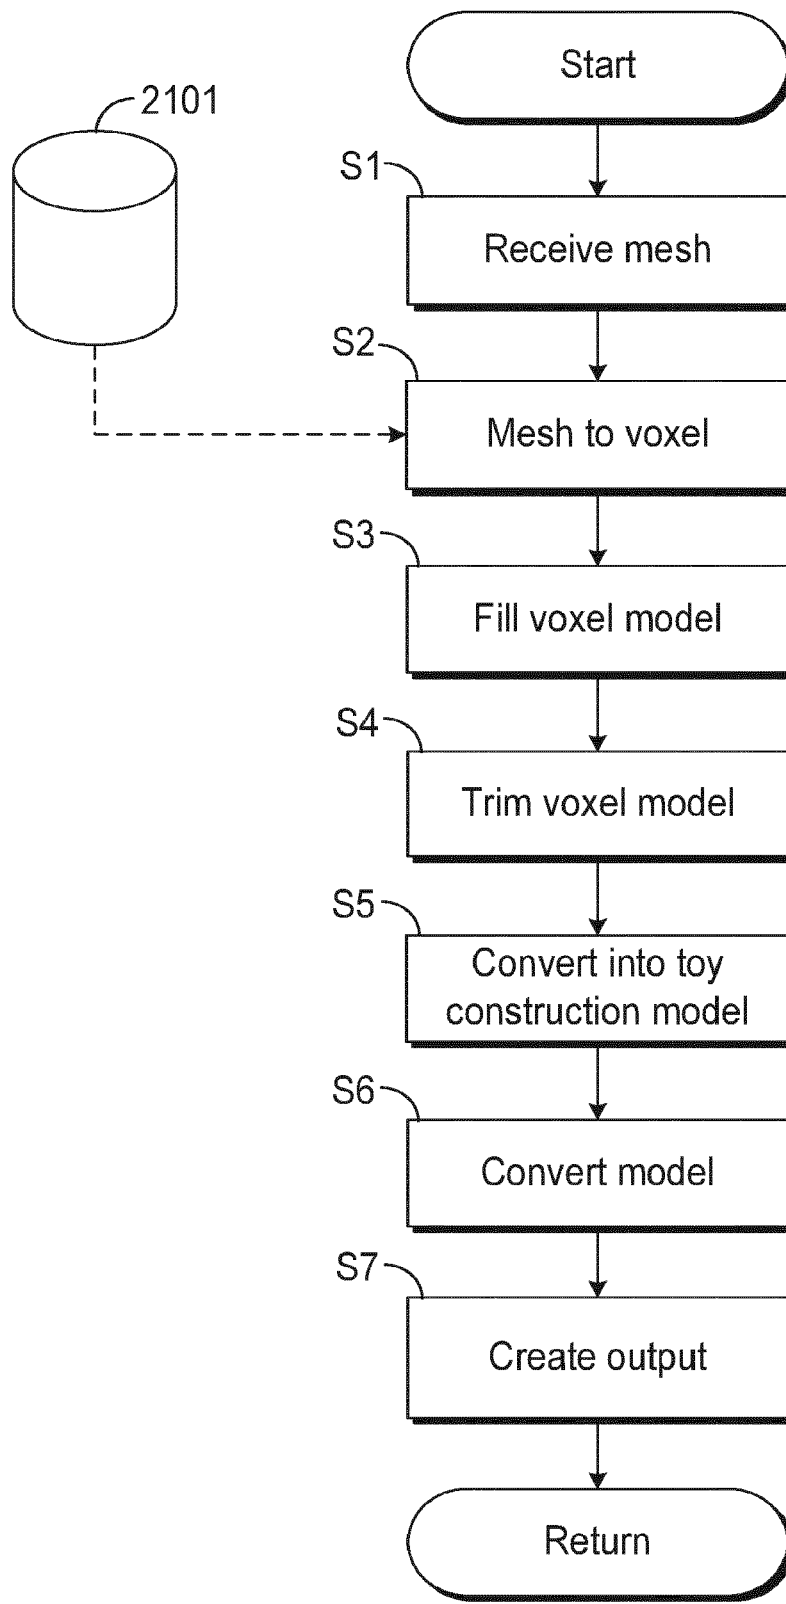 Start
2101
S1
Receive mesh
S2
Mesh to voxel
S3
Fill voxel model
S4
Trim voxel model
S5
Convert into toy
construction model
S6
Convert model
S7
Create output
Return